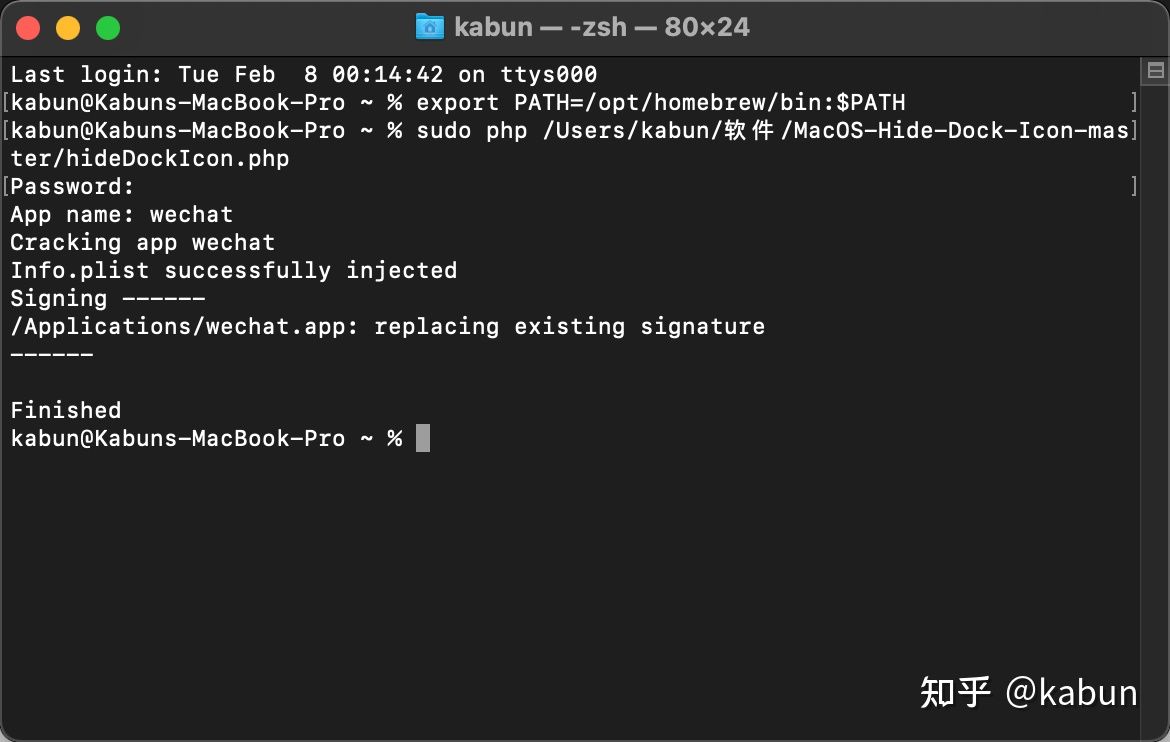 kabun — -zsh — 80×24
Last login: Tue Feb  8 00:14:42 on ttys000
[kabun@Kabuns-MacBook-Pro ~ % export PATH=/opt/homebrew/bin:$PATH ]
[kabun@Kabuns-MacBook-Pro ~ % sudo php /Users/kabun/软件/MacOS-Hide-Dock-Icon-mas]
ter/hideDockIcon.php
[Password: ]
App name: wechat
Cracking app wechat
Info.plist successfully injected
Signing ------
/Applications/wechat.app: replacing existing signature
------
Finished
kabun@Kabuns-MacBook-Pro ~ %
知乎 @kabun